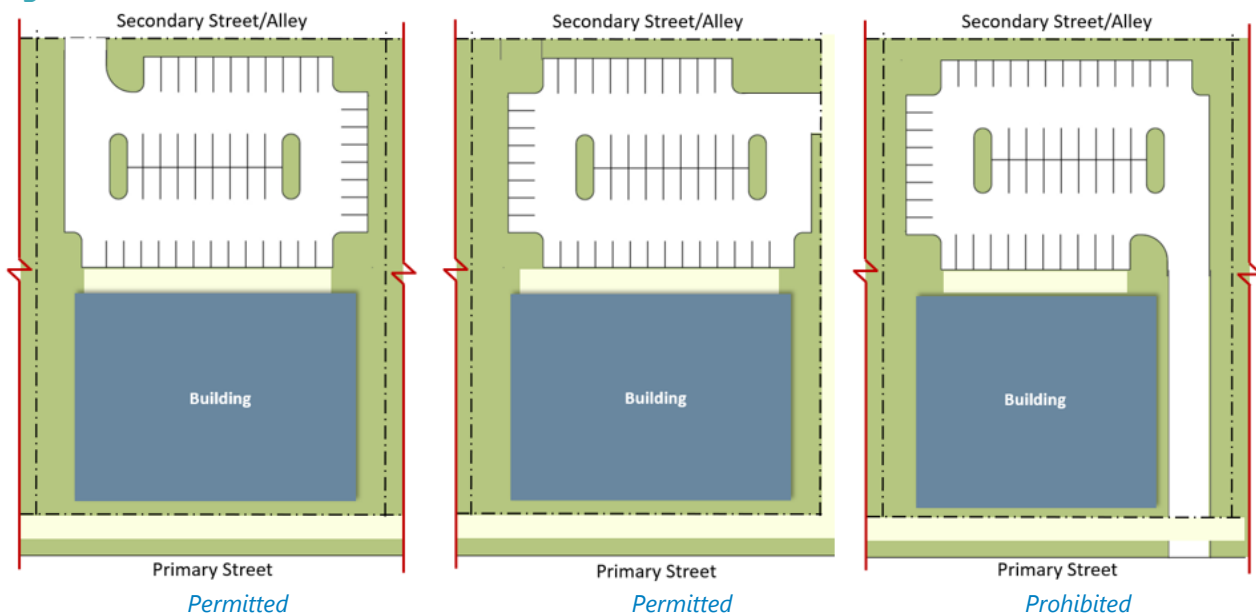 Secondary Street/Alley
Secondary Street/Alley
Secondary Street/Alley
Building
Building
Building
Primary Street
Primary Street
Primary Street
Permitted
Permitted
Prohibited